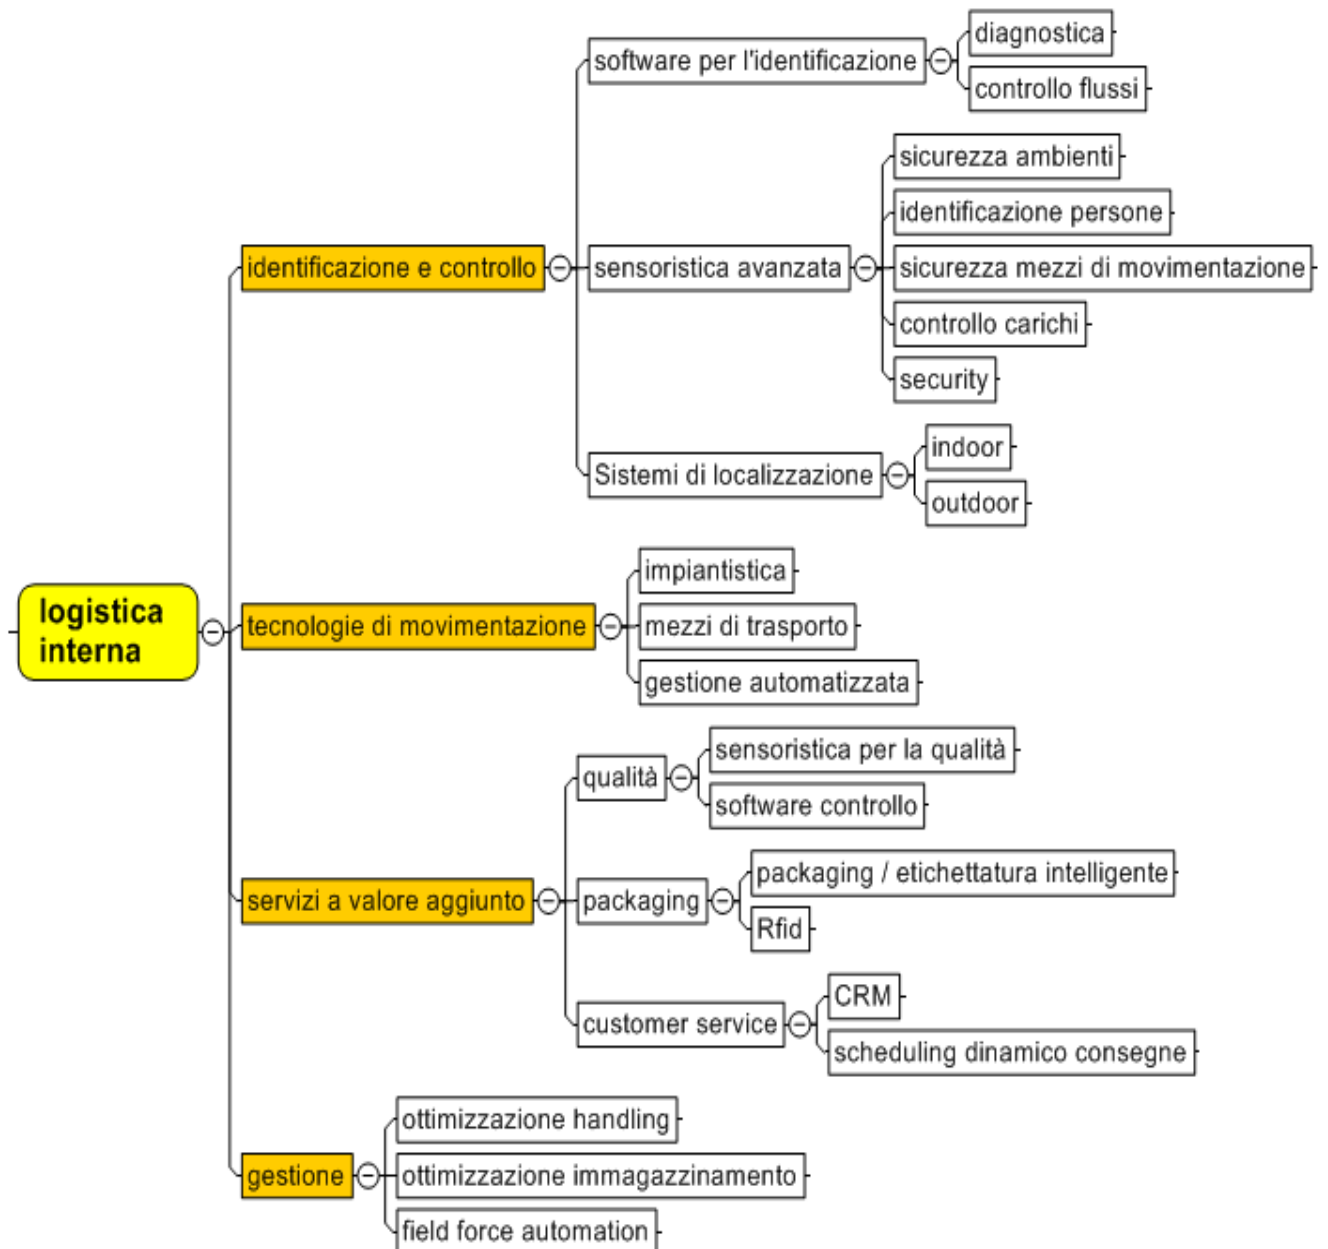 logistica
interna
identificazione e controllo
software per l'identificazione
diagnostica
controllo flussi
sensoristica avanzata
sicurezza ambienti
identificazione persone
sicurezza mezzi di movimentazione
controllo carichi
security
Sistemi di localizzazione
indoor
outdoor
tecnologie di movimentazione
impiantistica
mezzi di trasporto
gestione automatizzata
servizi a valore aggiunto
qualità
sensoristica per la qualità
software controllo
packaging
packaging / etichettatura intelligente
Rfid
customer service
CRM
scheduling dinamico consegne
gestione
ottimizzazione handling
ottimizzazione immagazzinamento
field force automation